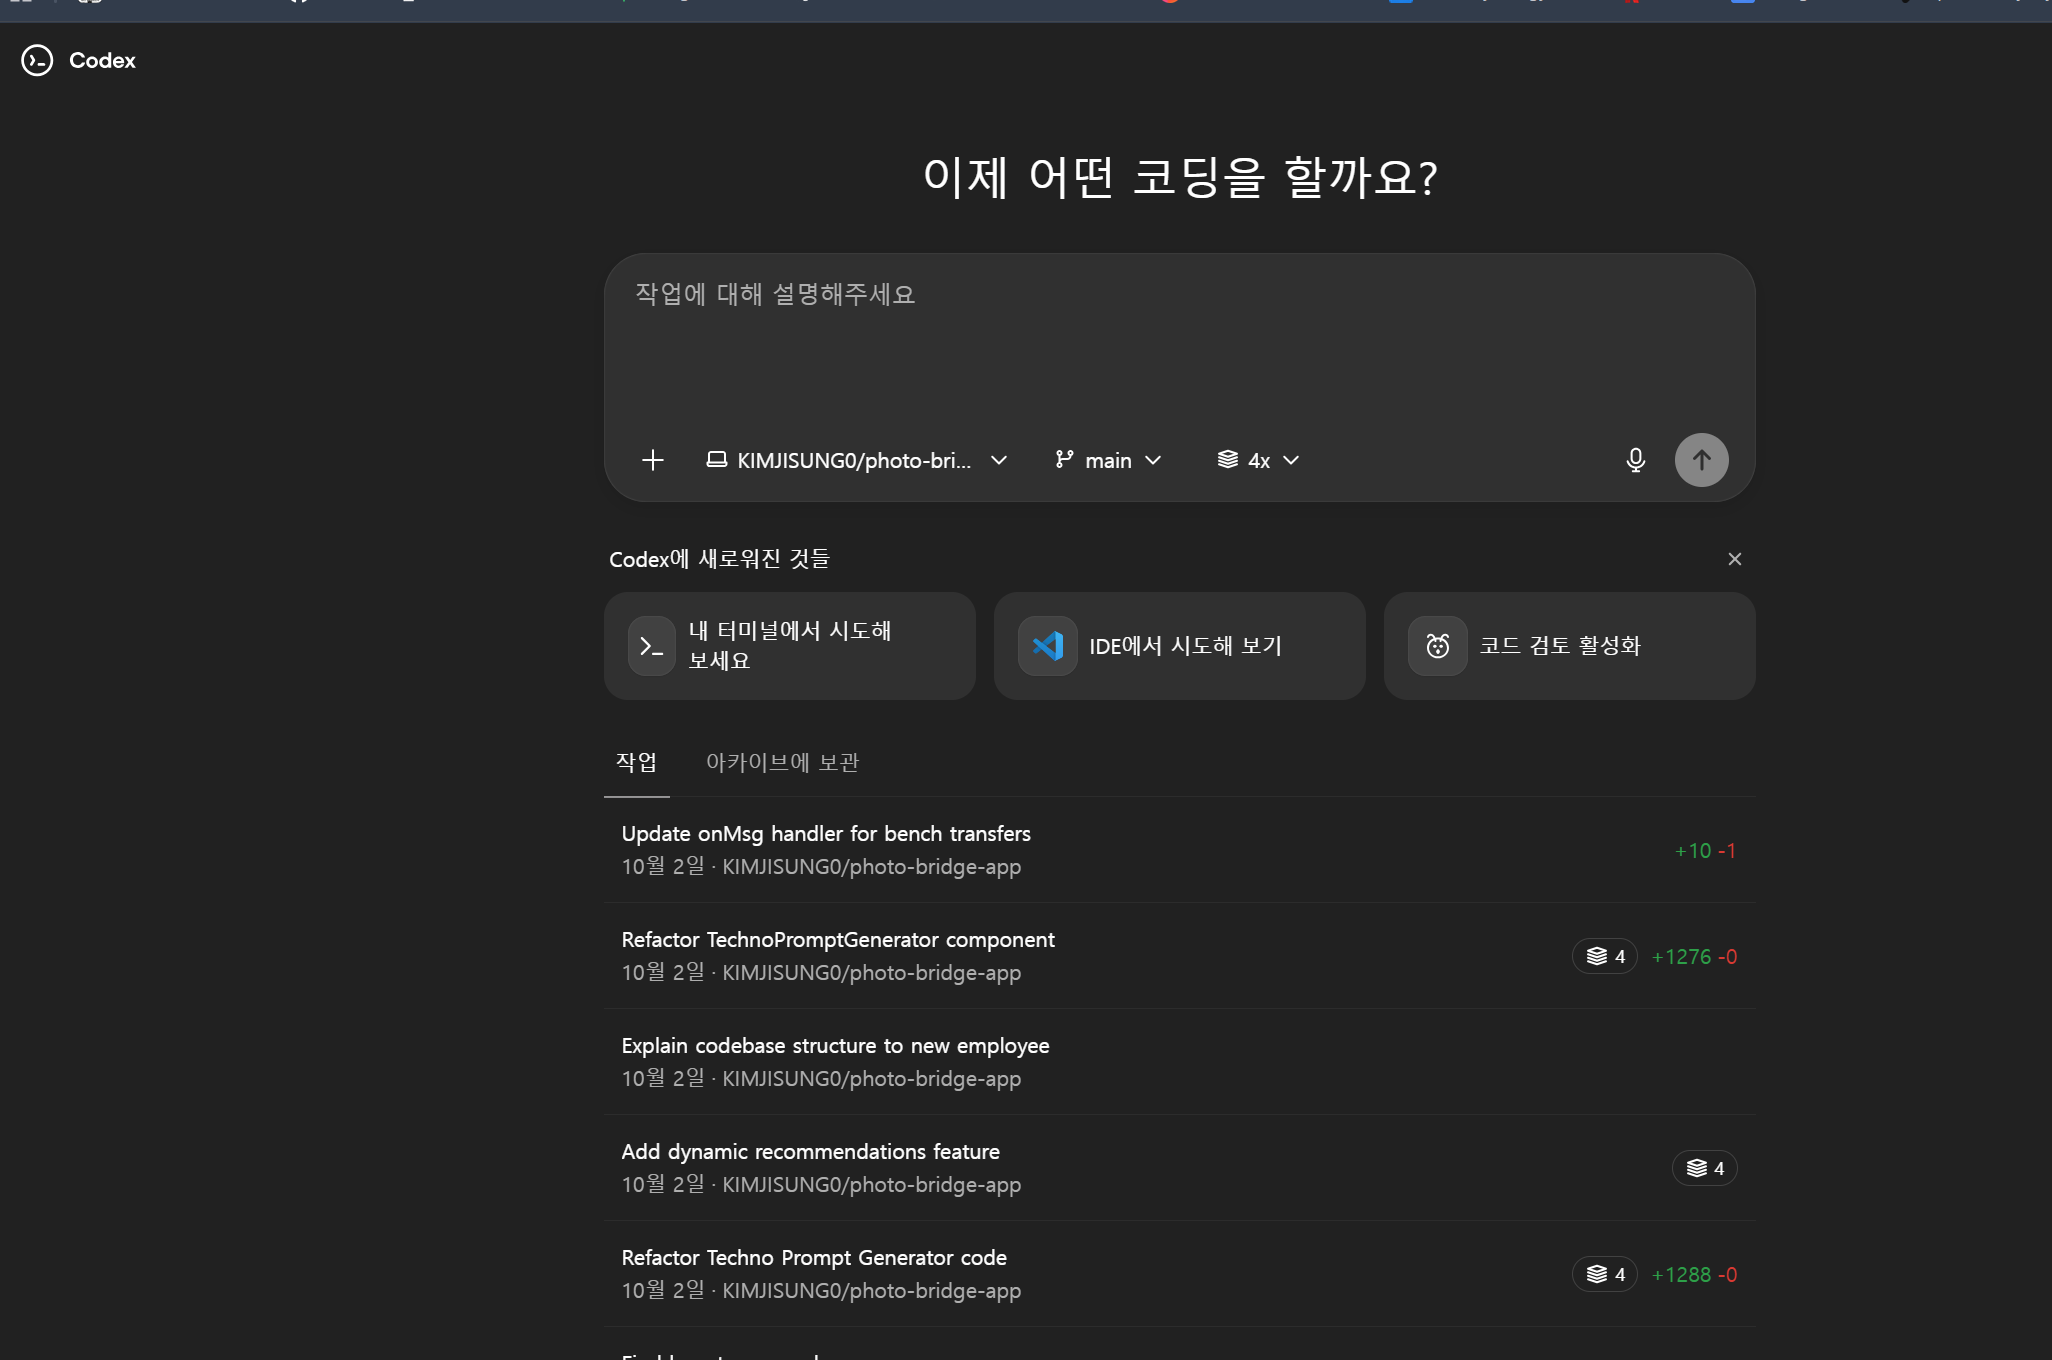 Codex
이제 어떤 코딩을 할까요?
작업에 대해 설명해주세요
KIMJISUNG0/photo-bri... main 4x
Codex에 새로워진 것들
내 터미널에서 시도해
보세요
IDE에서 시도해 보기
코드 검토 활성화
작업 아카이브에 보관
Update onMsg handler for bench transfers
10월 2일 · KIMJISUNG0/photo-bridge-app
+10 -1
Refactor TechnoPromptGenerator component
10월 2일 · KIMJISUNG0/photo-bridge-app
4 +1276 -0
Explain codebase structure to new employee
10월 2일 · KIMJISUNG0/photo-bridge-app
Add dynamic recommendations feature
10월 2일 · KIMJISUNG0/photo-bridge-app
4
Refactor Techno Prompt Generator code
10월 2일 · KIMJISUNG0/photo-bridge-app
4 +1288 -0